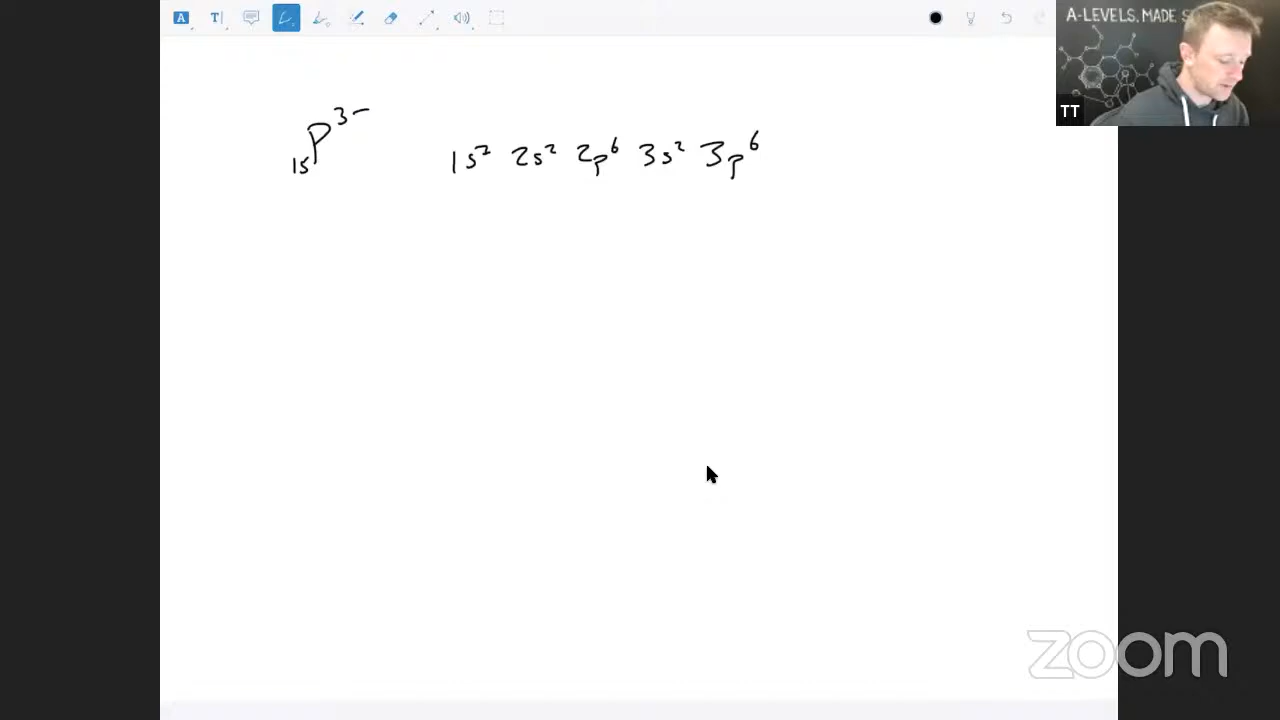 A T
A-LEVELS, MADE S
TT
₁₅P³⁻ 1s² 2s² 2p⁶ 3s² 3p⁶
zoom